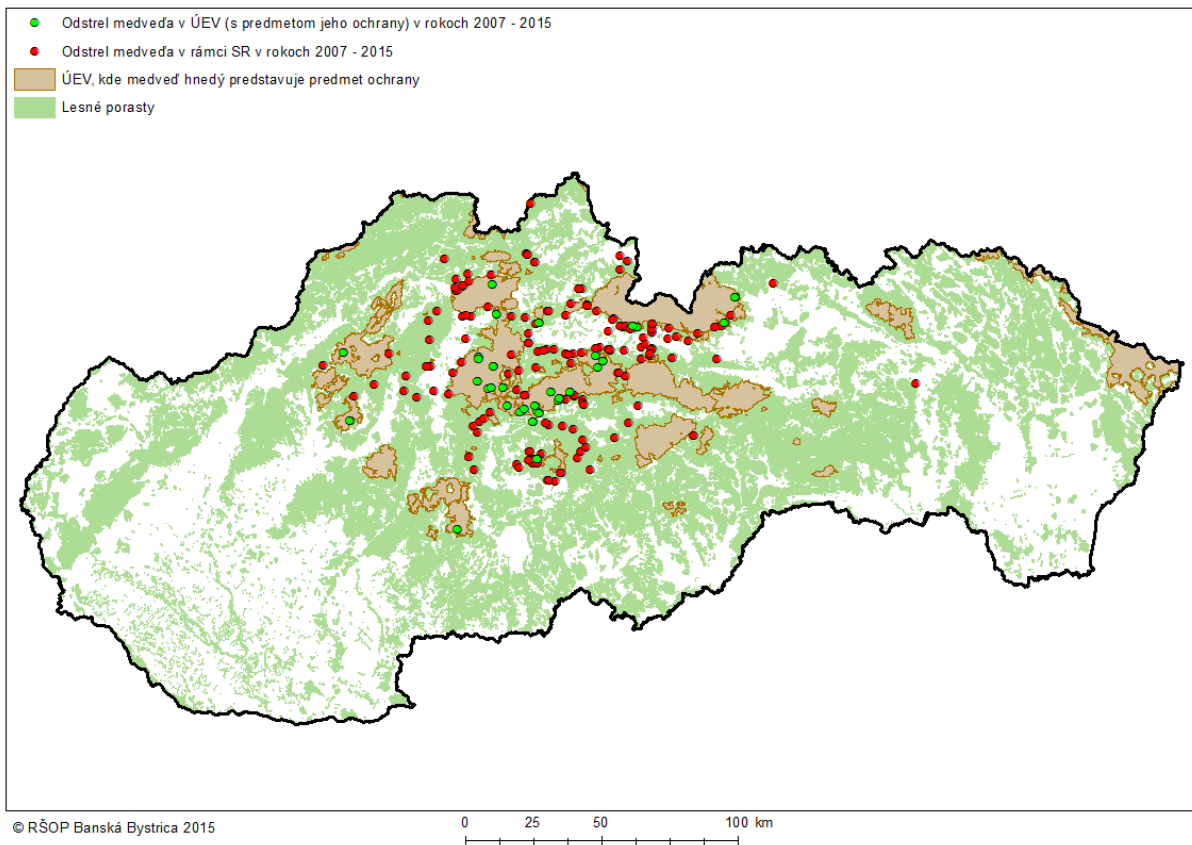 Odstrel medveďa v ÚEV (s predmetom jeho ochrany) v rokoch 2007 - 2015
Odstrel medveďa v rámci SR v rokoch 2007 - 2015
ÚEV, kde medveď hnedý predstavuje predmet ochrany
Lesné porasty
© RŠOP Banská Bystrica 2015
0 25 50 100 km